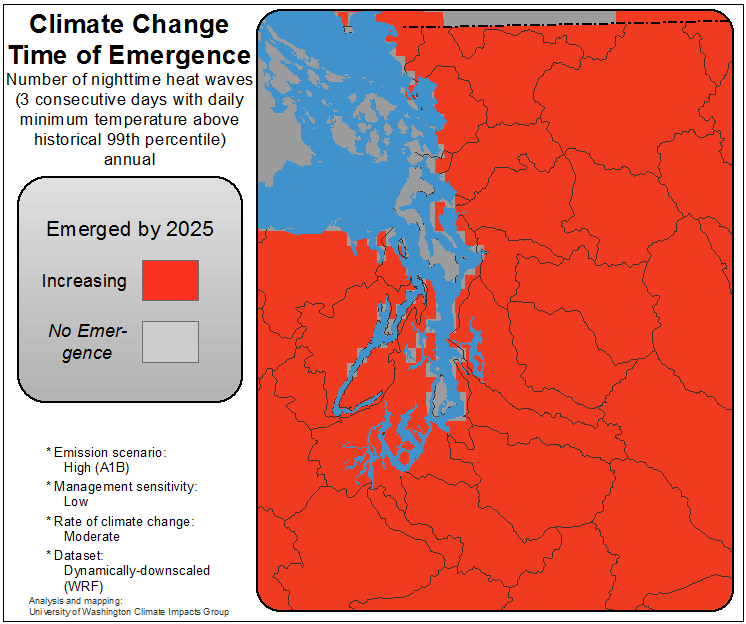 Climate Change
Time of Emergence
Number of nighttime heat waves
(3 consecutive days with daily
minimum temperature above
historical 99th percentile)
annual
Emerged by 2025
Increasing
No Emer-
gence
* Emission scenario:
High (A1B)
* Management sensitivity:
Low
* Rate of climate change:
Moderate
* Dataset:
Dynamically-downscaled
(WRF)
Analysis and mapping:
University of Washington Climate Impacts Group